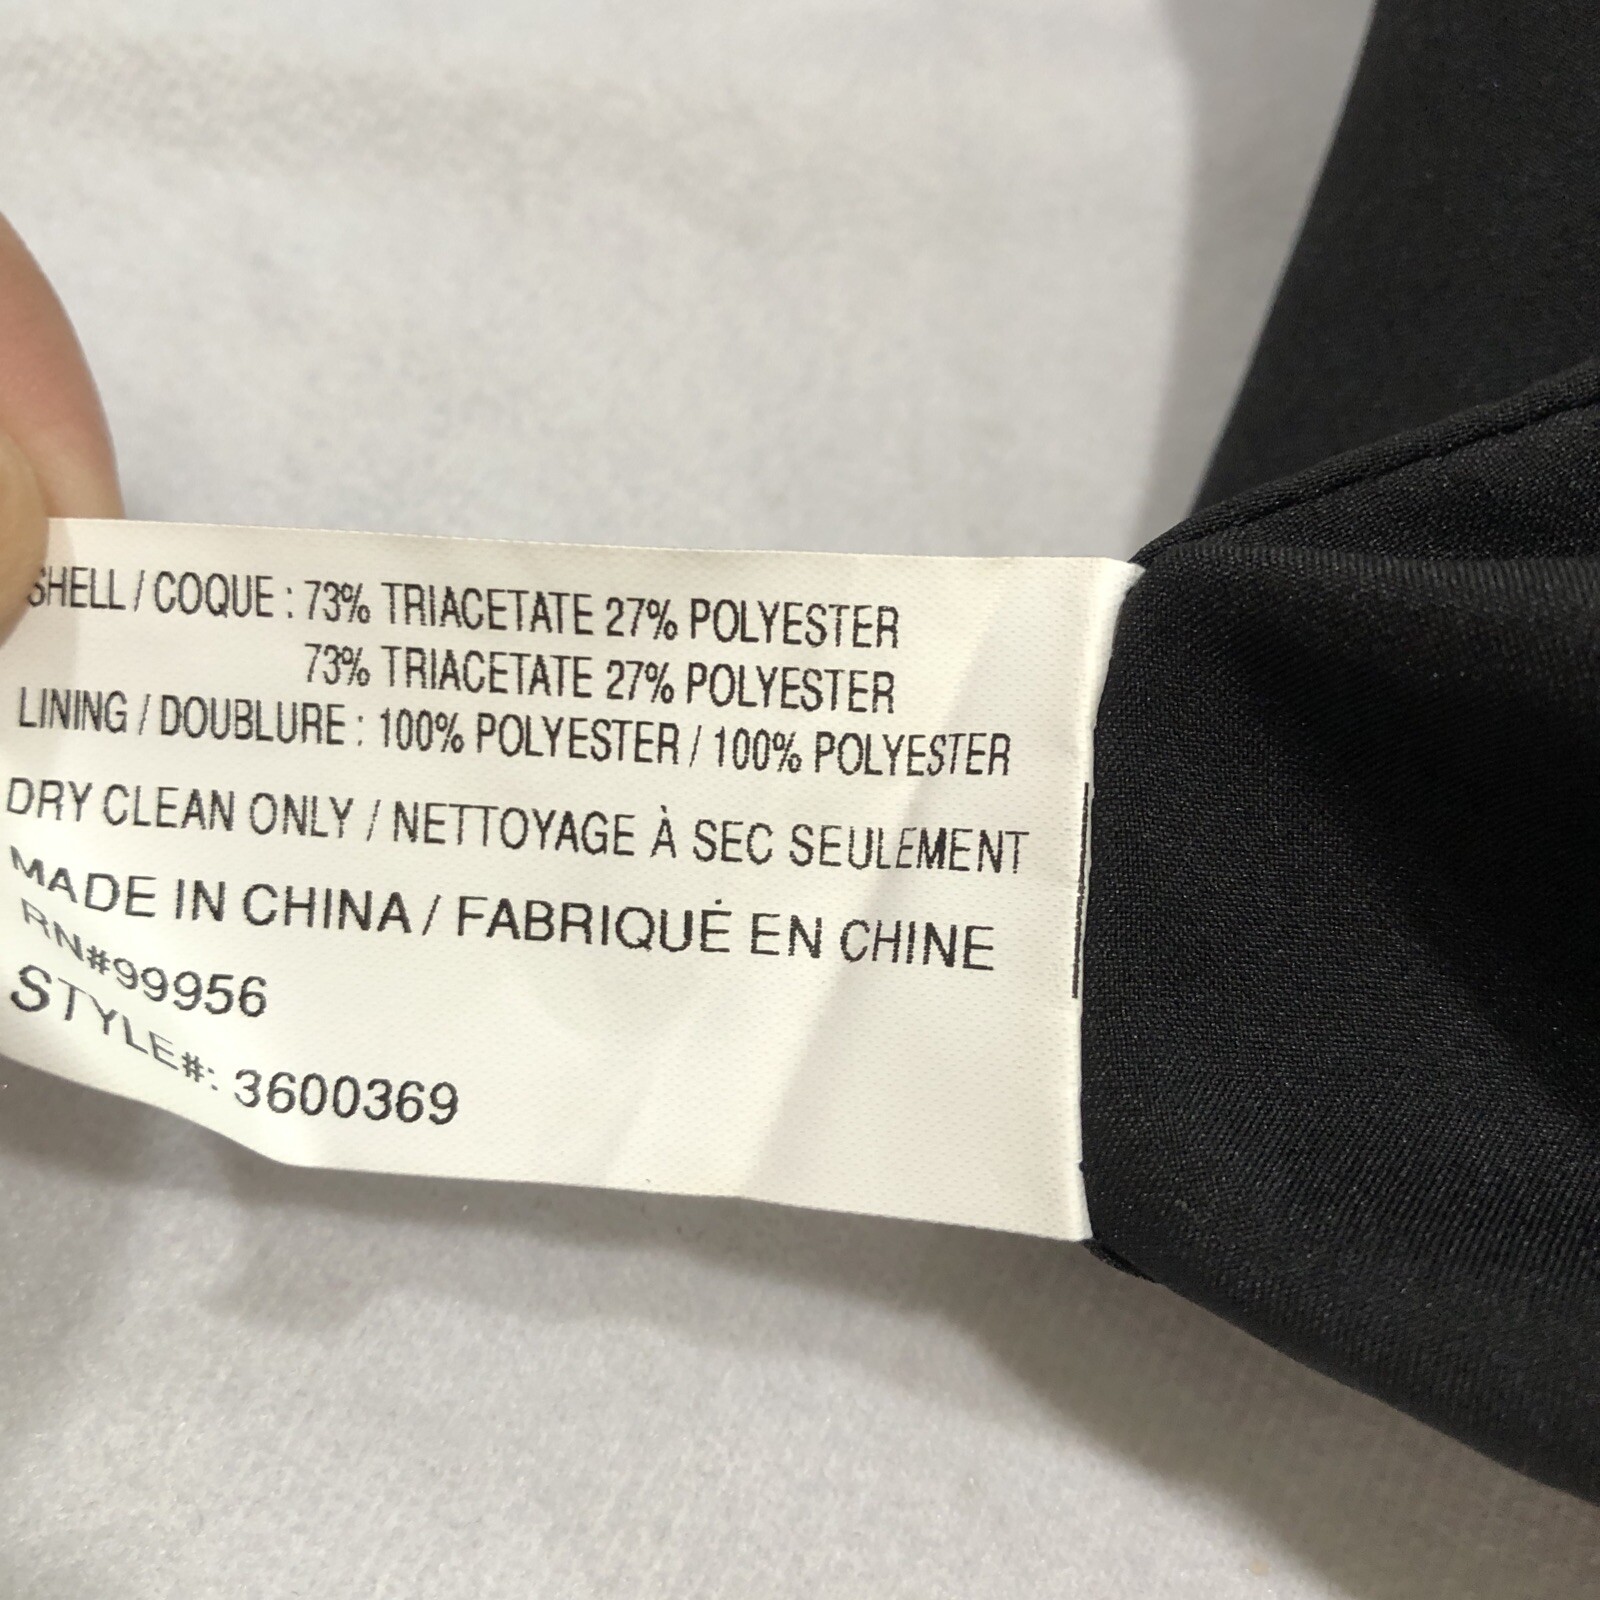 SHELL / COQUE : 73% TRIACETATE 27% POLYESTER
73% TRIACETATE 27% POLYESTER
LINING / DOUBLURE : 100% POLYESTER / 100% POLYESTER
DRY CLEAN ONLY / NETTOYAGE À SEC SEULEMENT
MADE IN CHINA / FABRIQUÉ EN CHINE
RN#99956
STYLE#: 3600369